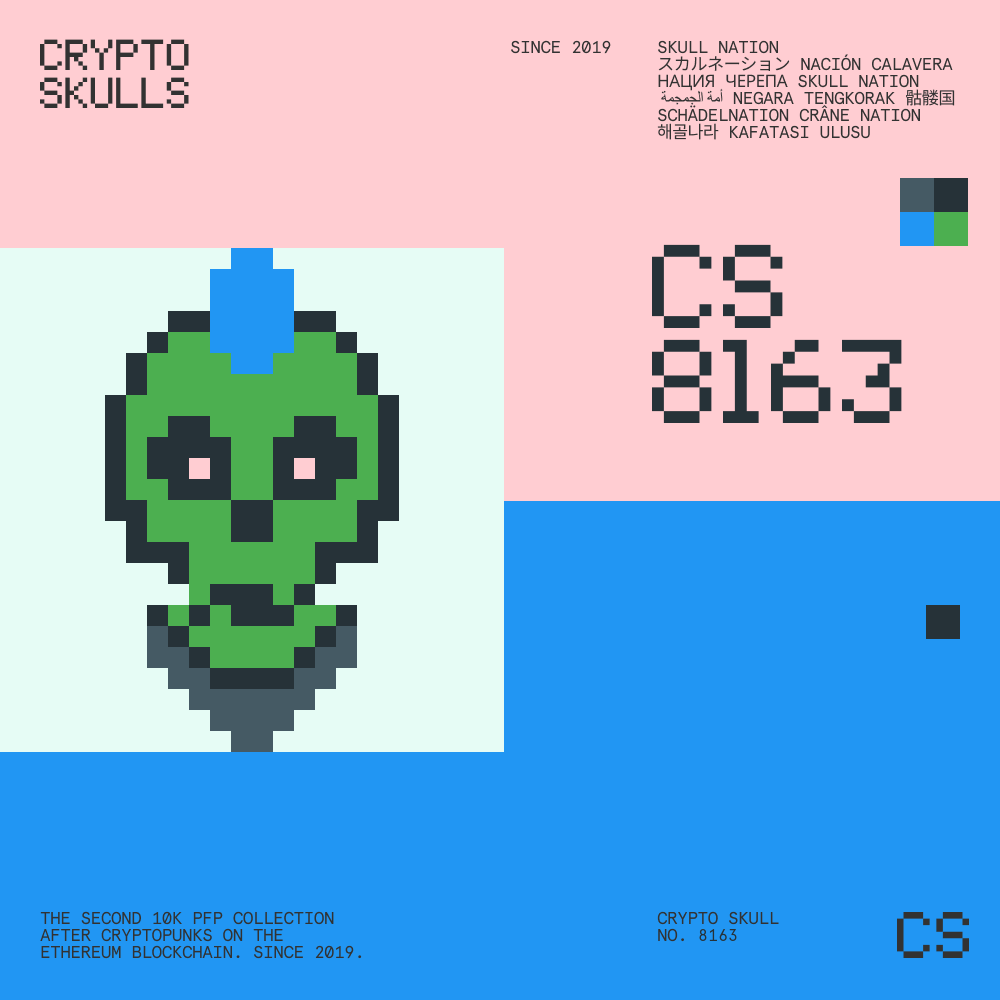 CRYPTO
SKULLS
SINCE 2019
SKULL NATION
スカルネーション NACIÓN CALAVERA
НАЦИЯ ЧЕРЕПА SKULL NATION
أمة الجمجمة NEGARA TENGKORAK 骷髅国
SCHÄDELNATION CRÂNE NATION
해골나라 KAFATASI ULUSU
CS
8163
THE SECOND 10K PFP COLLECTION
AFTER CRYPTOPUNKS ON THE
ETHEREUM BLOCKCHAIN. SINCE 2019.
CRYPTO SKULL
NO. 8163
CS